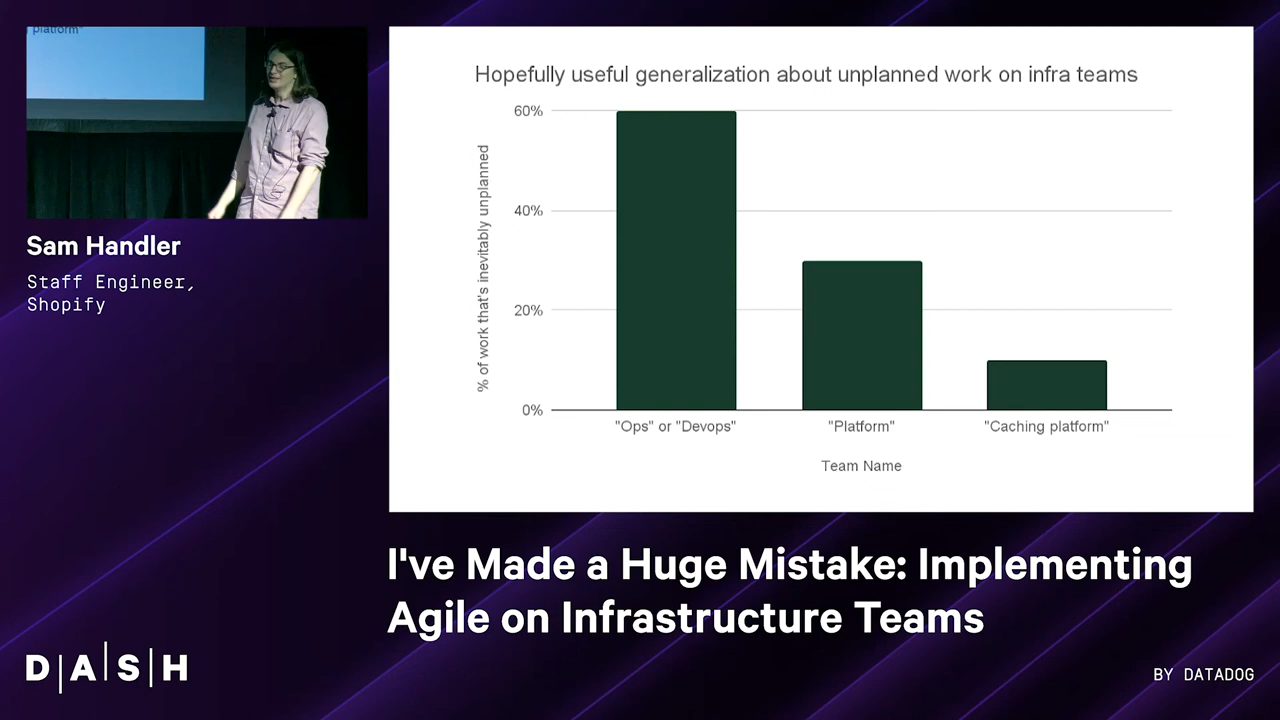 platform"
Sam Handler
Staff Engineer,
Shopify
Hopefully useful generalization about unplanned work on infra teams
% of work that's inevitably unplanned
60%
40%
20%
0%
"Ops" or "Devops"
"Platform"
"Caching platform"
Team Name
I've Made a Huge Mistake: Implementing
Agile on Infrastructure Teams
D|A|S|H
BY DATADOG